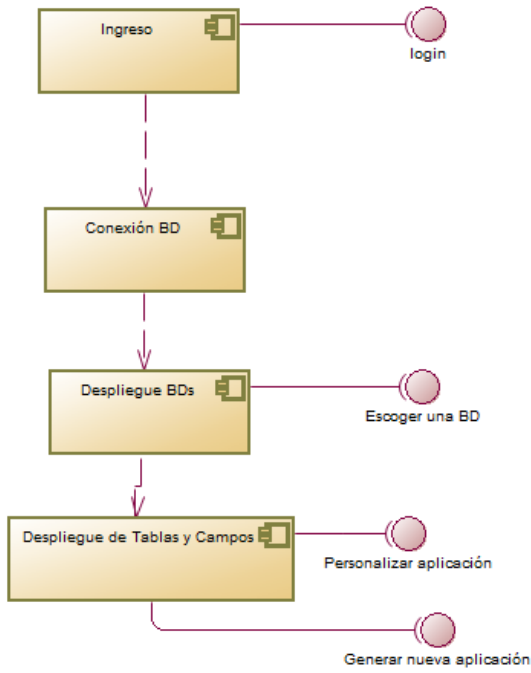 Ingreso
login
Conexión BD
Despliegue BDs
Escoger una BD
Despliegue de Tablas y Campos
Personalizar aplicación
Generar nueva aplicación